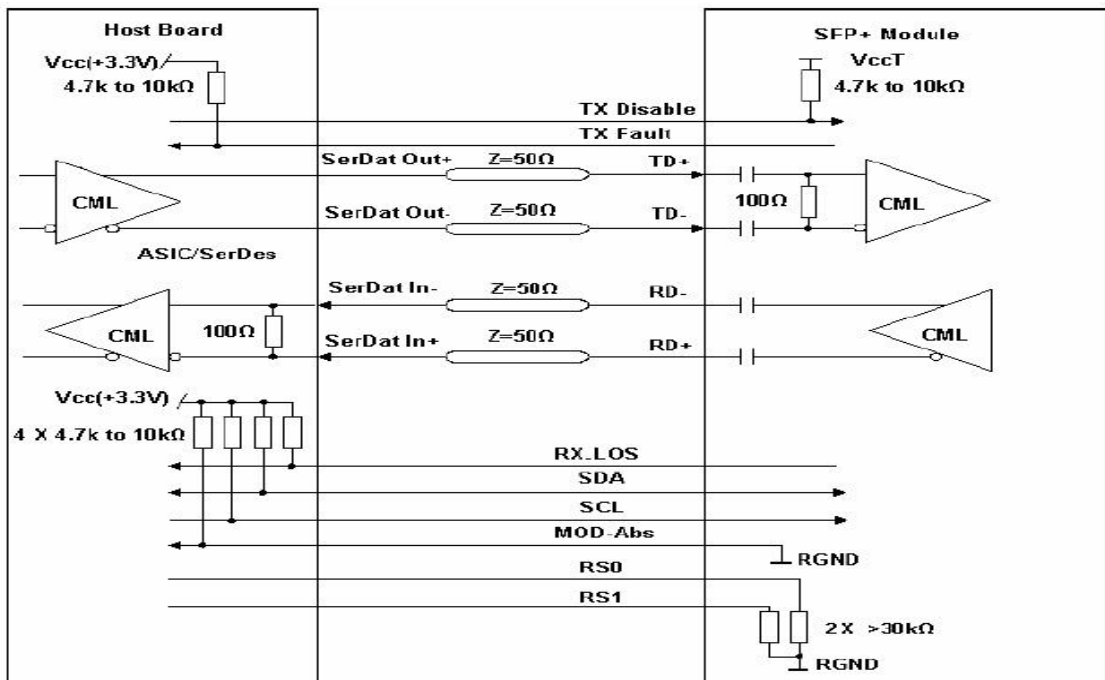 Host Board
SFP+ Module
Vcc(+3.3V)
4.7k to 10kΩ
VccT
4.7k to 10kΩ
TX Disable
TX Fault
SerDat Out+
Z=50Ω
TD+
CML
100Ω
CML
SerDat Out-
Z=50Ω
TD-
ASIC/SerDes
SerDat In-
Z=50Ω
RD-
CML
100Ω
CML
SerDat In+
Z=50Ω
RD+
Vcc(+3.3V)
4 X 4.7k to 10kΩ
RX_LOS
SDA
SCL
MOD-Abs
RGND
RS0
RS1
2X >30kΩ
RGND